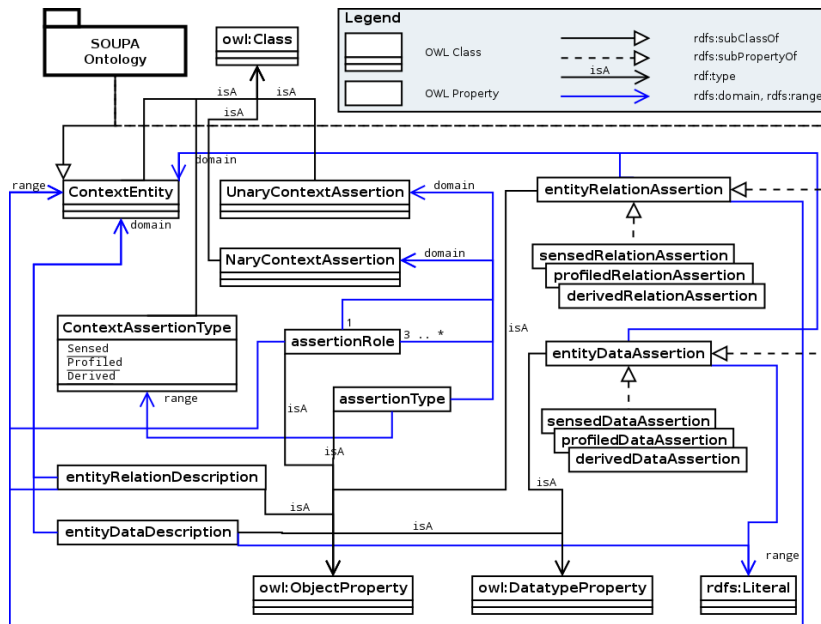 SOUPA
Ontology
owl:Class
Legend
OWL Class
OWL Property
rdfs:subClassOf
rdfs:subPropertyOf
isA
rdf:type
rdfs:domain, rdfs:range
isA
isA
isA
domain
range
ContextEntity
UnaryContextAssertion
domain
entityRelationAssertion
domain
NaryContextAssertion
domain
sensedRelationAssertion
profiledRelationAssertion
derivedRelationAssertion
ContextAssertionType
Sensed
Profiled
Derived
1
assertionRole
3 .. *
isA
entityDataAssertion
range
assertionType
isA
sensedDataAssertion
profiledDataAssertion
derivedDataAssertion
isA
entityRelationDescription
isA
isA
entityDataDescription
isA
range
owl:ObjectProperty
owl:DatatypeProperty
rdfs:Literal